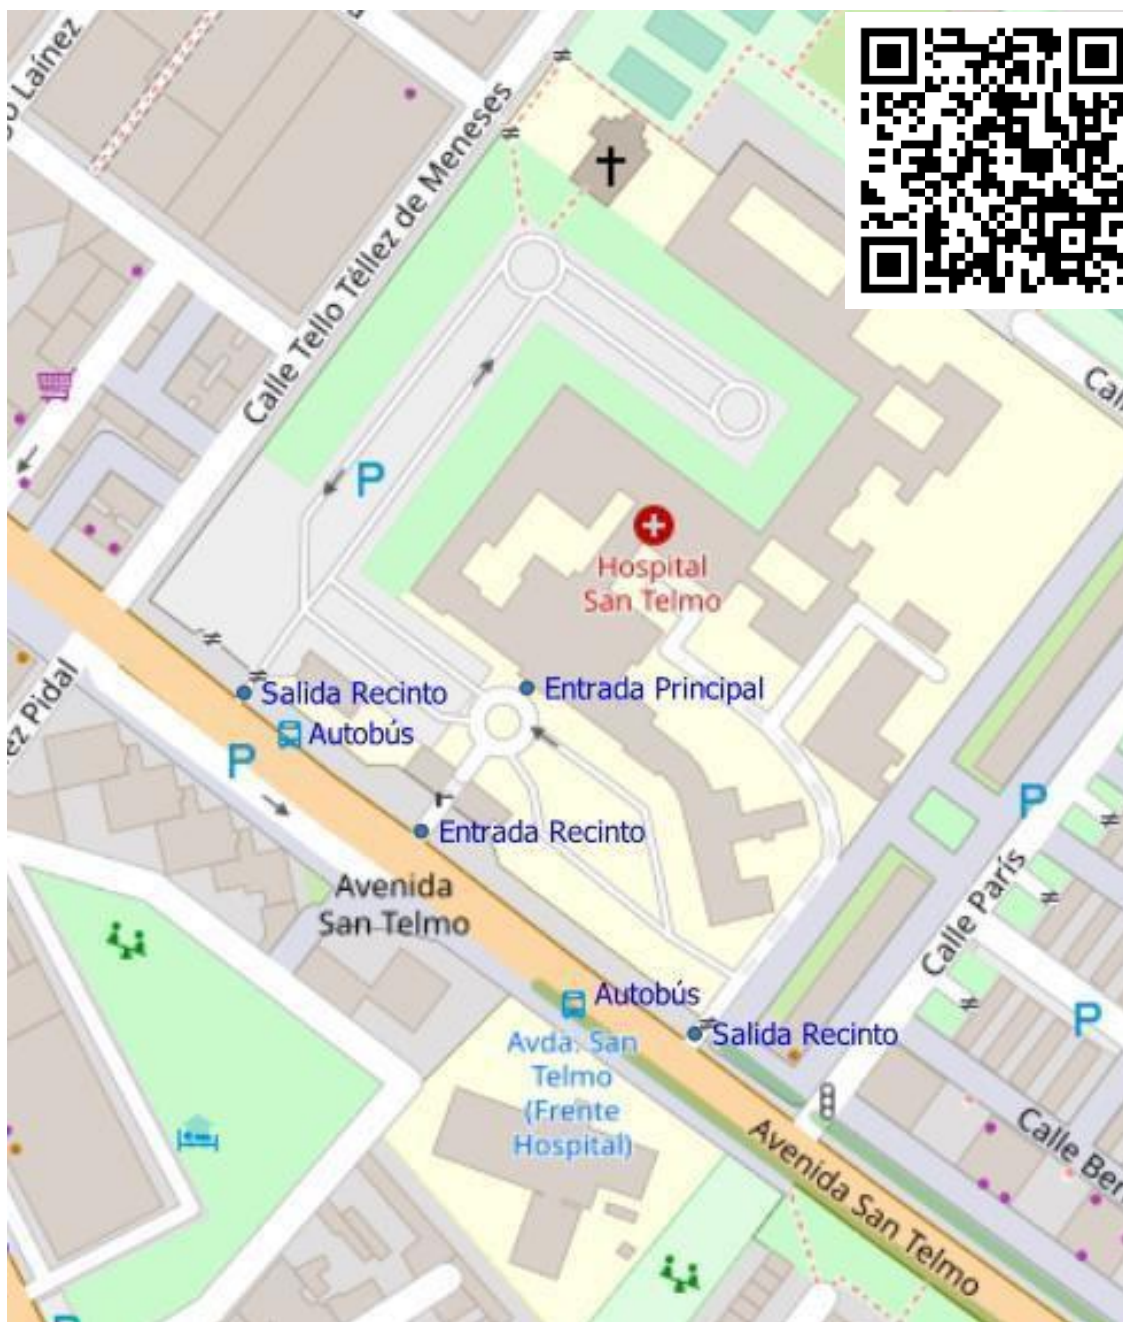 Calle Tello Téllez de Meneses
P
Hospital
San Telmo
Salida Recinto
Entrada Principal
Autobús
P
Entrada Recinto
P
Avenida
San Telmo
Calle París
Autobús
Salida Recinto
P
Avda. San
Telmo
(Frente
Hospital)
Avenida San Telmo